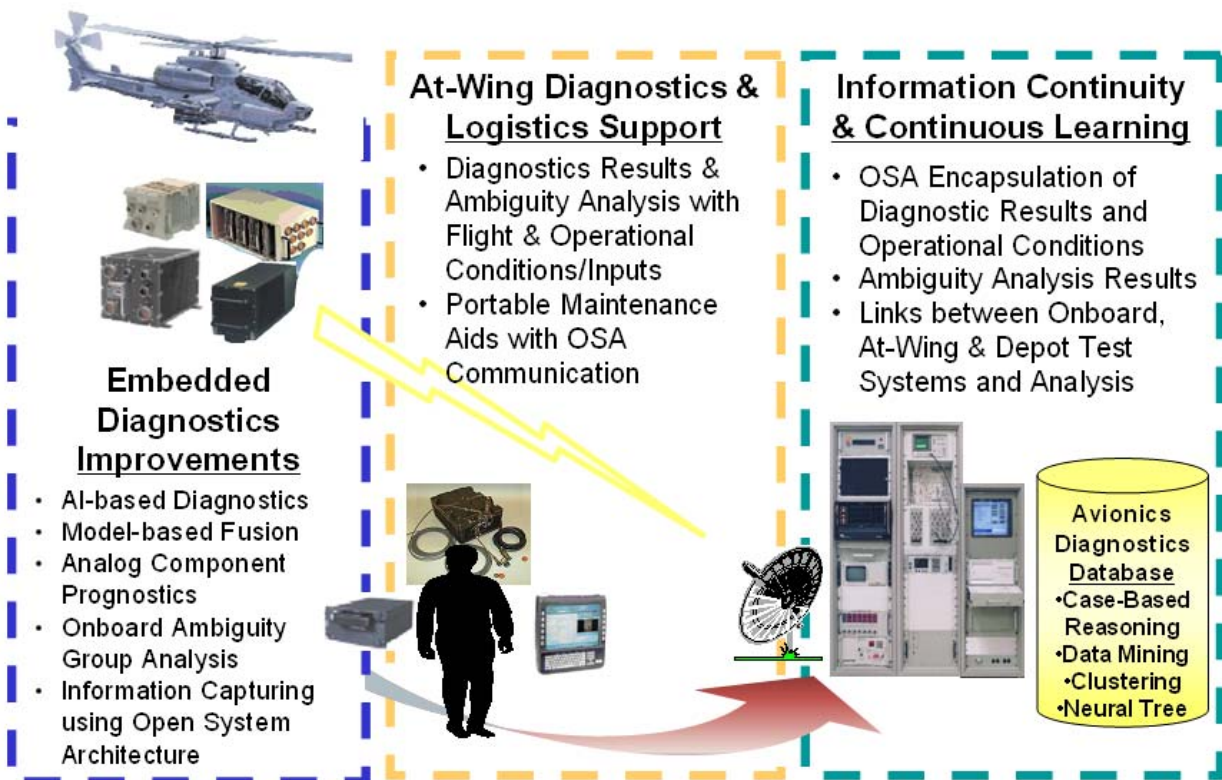 Embedded
Diagnostics
Improvements
• AI-based Diagnostics
• Model-based Fusion
• Analog Component
Prognostics
• Onboard Ambiguity
Group Analysis
• Information Capturing
using Open System
Architecture
At-Wing Diagnostics &
Logistics Support
• Diagnostics Results &
Ambiguity Analysis with
Flight & Operational
Conditions/Inputs
• Portable Maintenance
Aids with OSA
Communication
Information Continuity
& Continuous Learning
• OSA Encapsulation of
Diagnostic Results and
Operational Conditions
• Ambiguity Analysis Results
• Links between Onboard,
At-Wing & Depot Test
Systems and Analysis
Avionics
Diagnostics
Database
•Case-Based
Reasoning
•Data Mining
•Clustering
•Neural Tree